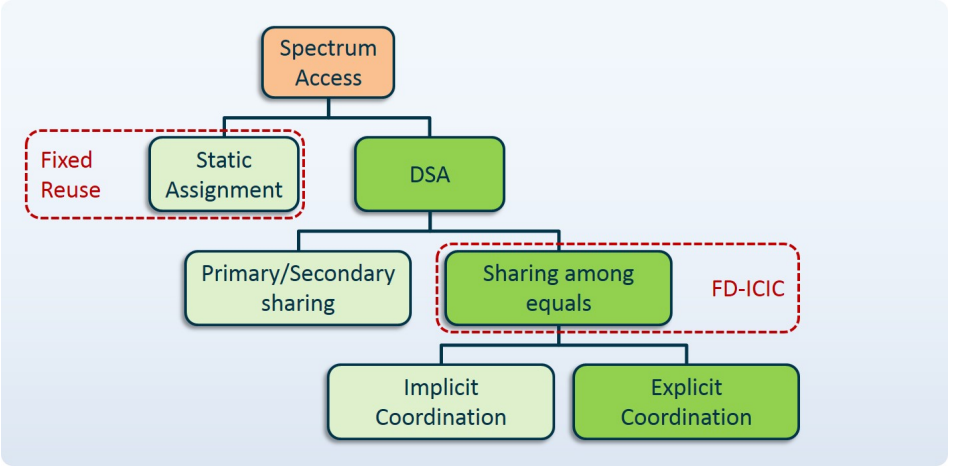 Spectrum
Access
Fixed
Reuse
Static
Assignment
DSA
Primary/Secondary
sharing
Sharing among
equals
FD-ICIC
Implicit
Coordination
Explicit
Coordination